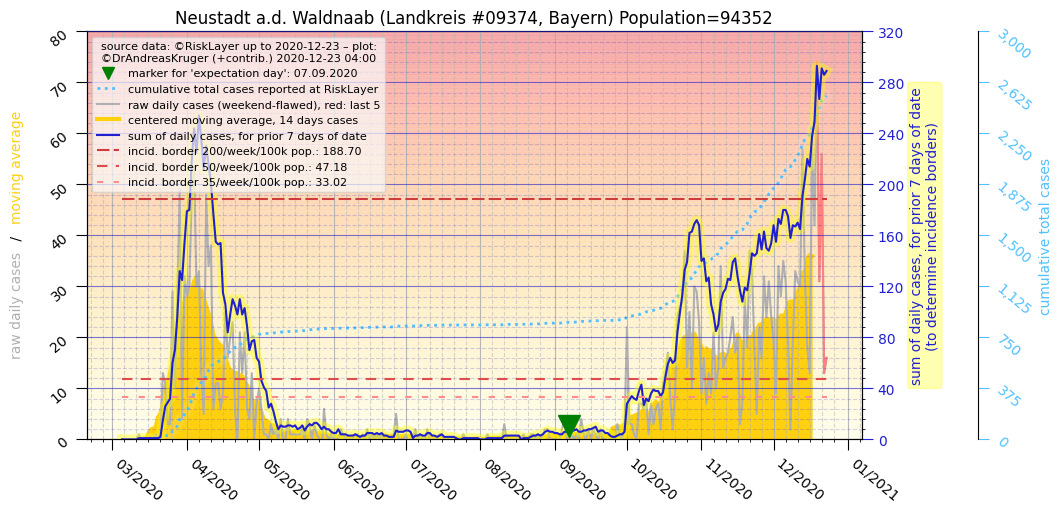 Neustadt a.d. Waldnaab (Landkreis #09374, Bayern) Population=94352
source data: ©RiskLayer up to 2020-12-23 – plot:
©DrAndreasKruger (+contrib.) 2020-12-23 04:00
marker for 'expectation day': 07.09.2020
cumulative total cases reported at RiskLayer
raw daily cases (weekend-flawed), red: last 5
centered moving average, 14 days cases
sum of daily cases, for prior 7 days of date
incid. border 200/week/100k pop.: 188.70
incid. border 50/week/100k pop.: 47.18
incid. border 35/week/100k pop.: 33.02
raw daily cases / moving average
80
70
60
50
40
30
20
10
0
320
280
240
200
160
120
80
40
0
sum of daily cases, for prior 7 days of date
(to determine incidence borders)
3,000
2,625
2,250
1,875
1,500
1,125
750
375
0
cumulative total cases
03/2020
04/2020
05/2020
06/2020
07/2020
08/2020
09/2020
10/2020
11/2020
12/2020
01/2021